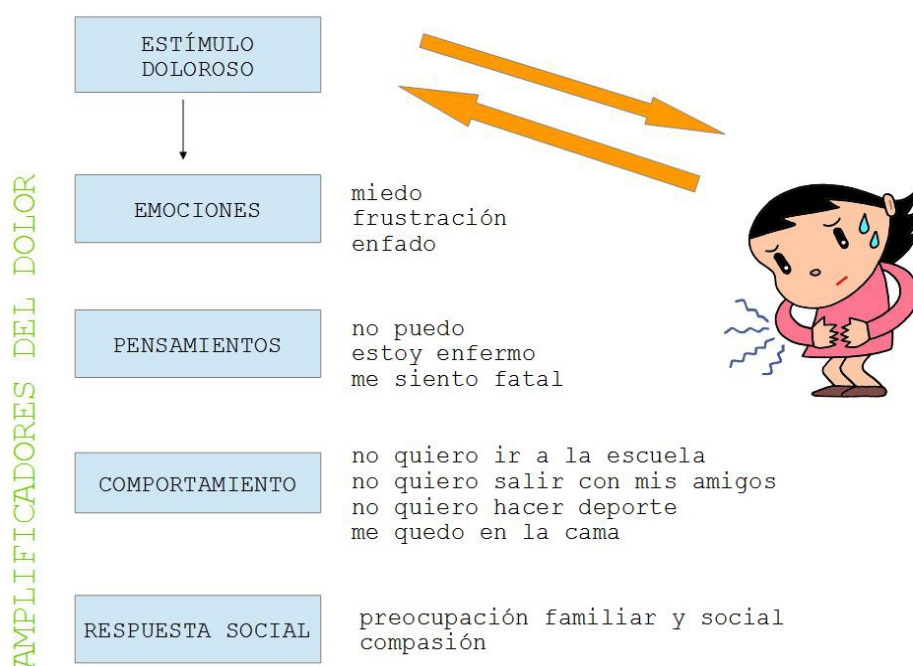 ESTÍMULO
DOLOROSO
AMPLIFICADORES DEL DOLOR
EMOCIONES
miedo
frustración
enfado
PENSAMIENTOS
no puedo
estoy enfermo
me siento fatal
COMPORTAMIENTO
no quiero ir a la escuela
no quiero salir con mis amigos
no quiero hacer deporte
me quedo en la cama
RESPUESTA SOCIAL
preocupación familiar y social
compasión